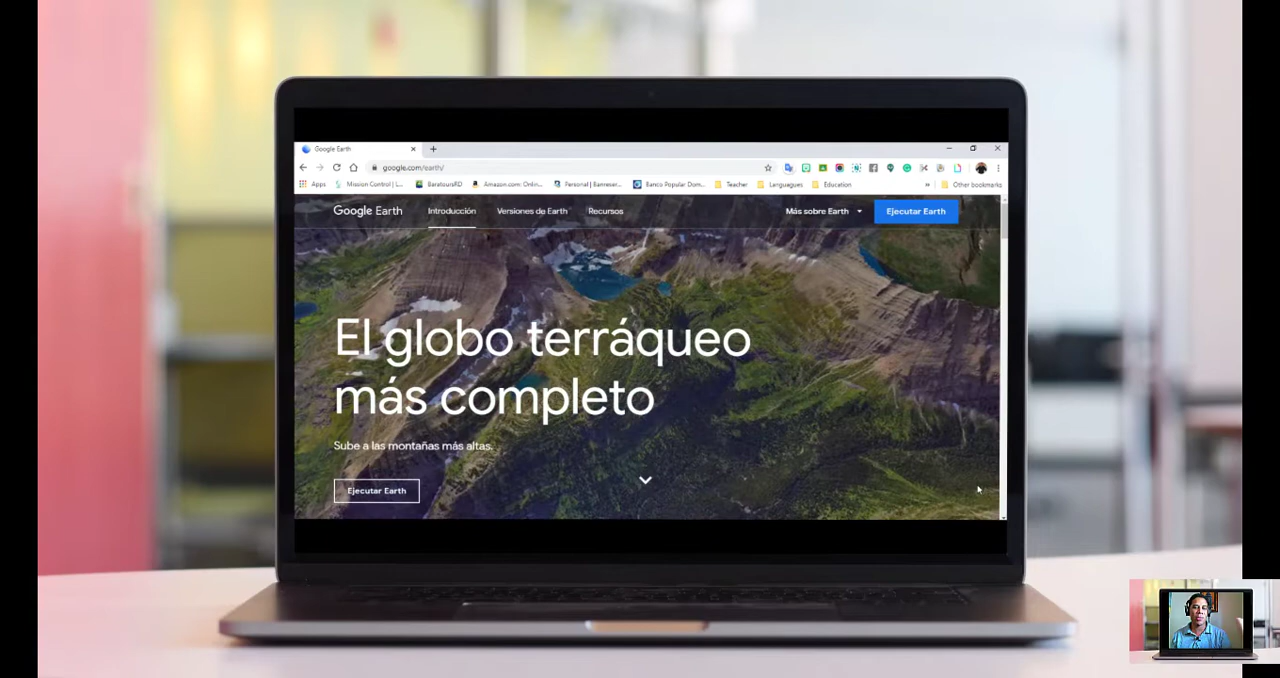 Google Earth
google.com/earth/
Apps
Mission Control | L...
BaratoursRD
Amazon.com: Onlin...
Personal | Banreser...
Banco Popular Dom...
Teacher
Languagues
Education
»
Other bookmarks
Google Earth
Introducción
Versiones de Earth
Recursos
Más sobre Earth
Ejecutar Earth
El globo terráqueo
más completo
Sube a las montañas más altas.
Ejecutar Earth